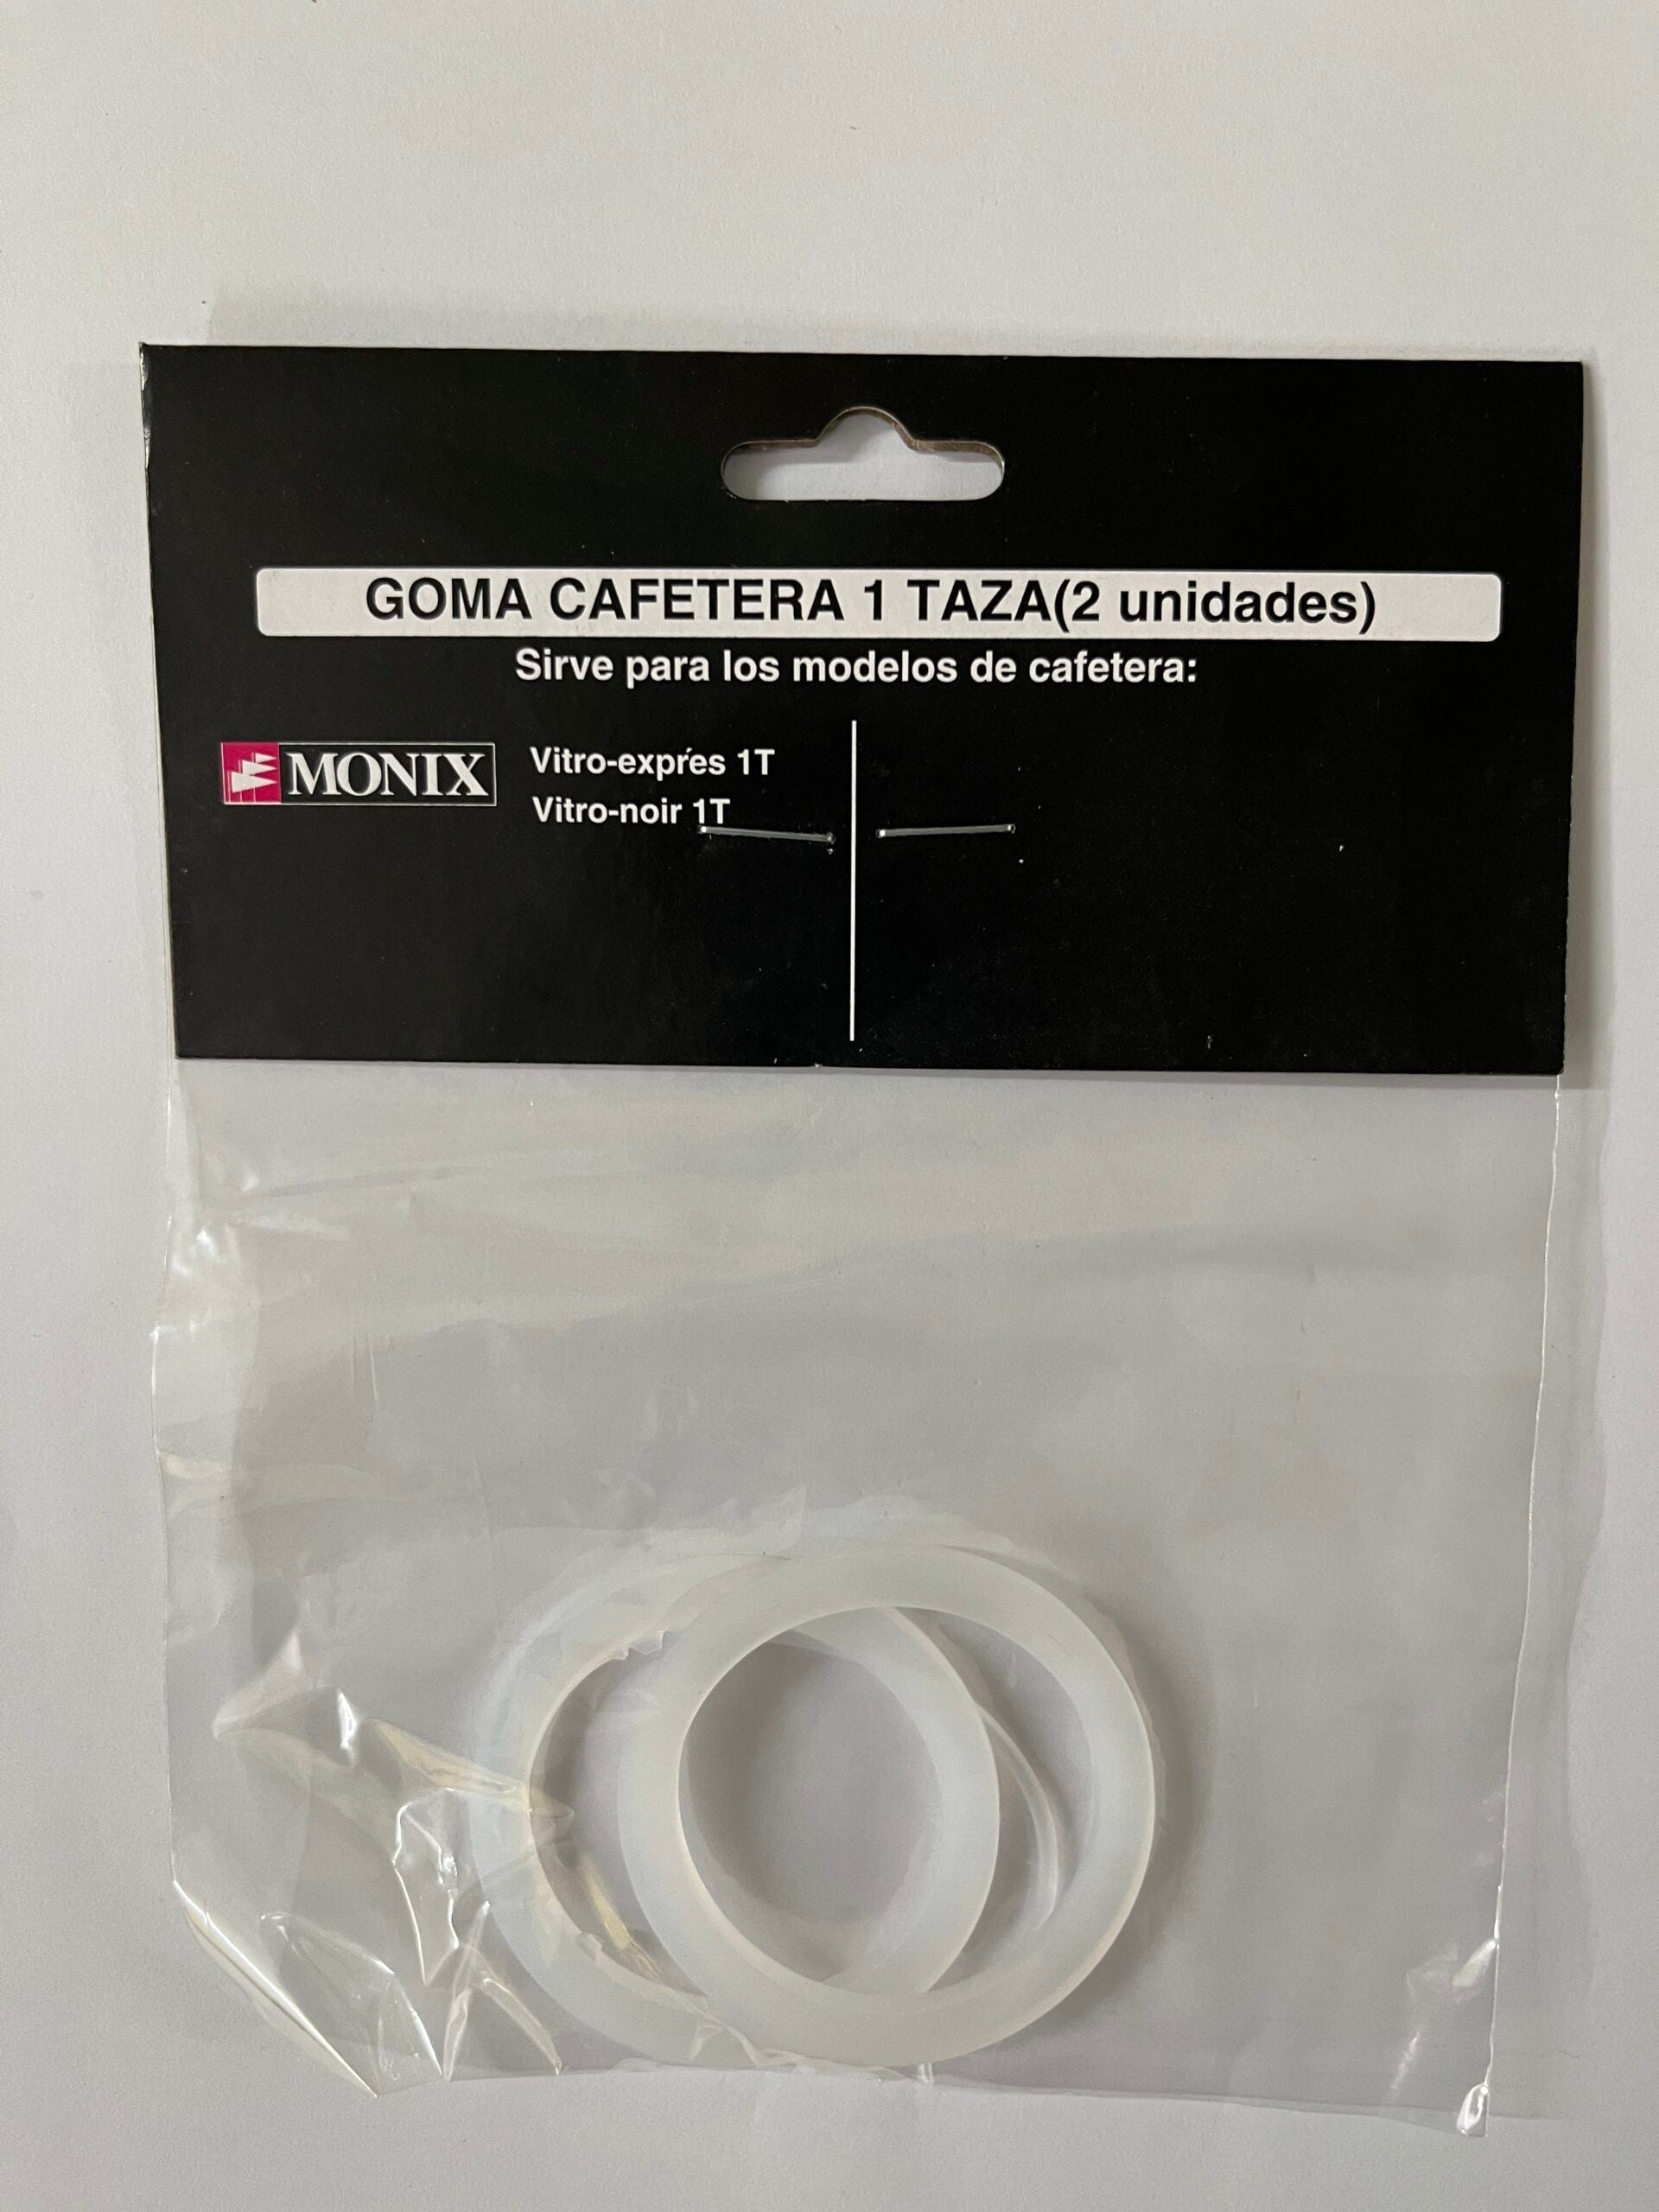 GOMA CAFETERA 1 TAZA(2 unidades)
Sirve para los modelos de cafetera:
MONIX
Vitro-exprés 1T
Vitro-noir 1T